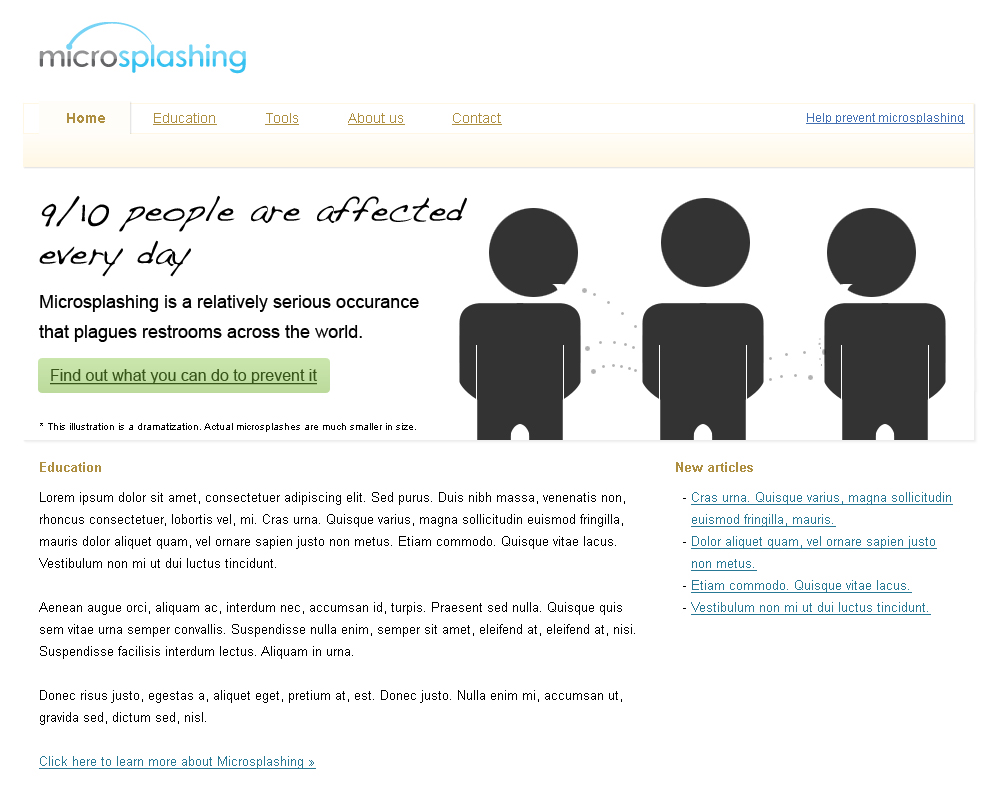 microsplashing
Home Education Tools About us Contact Help prevent microsplashing
9/10 people are affected
every day
Microsplashing is a relatively serious occurance
that plagues restrooms across the world.
Find out what you can do to prevent it
* This illustration is a dramatization. Actual microsplashes are much smaller in size.
Education
Lorem ipsum dolor sit amet, consectetuer adipiscing elit. Sed purus. Duis nibh massa, venenatis non,
rhoncus consectetuer, lobortis vel, mi. Cras urna. Quisque varius, magna sollicitudin euismod fringilla,
mauris dolor aliquet quam, vel ornare sapien justo non metus. Etiam commodo. Quisque vitae lacus.
Vestibulum non mi ut dui luctus tincidunt.
Aenean augue orci, aliquam ac, interdum nec, accumsan id, turpis. Praesent sed nulla. Quisque quis
sem vitae urna semper convallis. Suspendisse nulla enim, semper sit amet, eleifend at, eleifend at, nisi.
Suspendisse facilisis interdum lectus. Aliquam in urna.
Donec risus justo, egestas a, aliquet eget, pretium at, est. Donec justo. Nulla enim mi, accumsan ut,
gravida sed, dictum sed, nisl.
Click here to learn more about Microsplashing »
New articles
- Cras urna. Quisque varius, magna sollicitudin
euismod fringilla, mauris.
- Dolor aliquet quam, vel ornare sapien justo
non metus.
- Etiam commodo. Quisque vitae lacus.
- Vestibulum non mi ut dui luctus tincidunt.